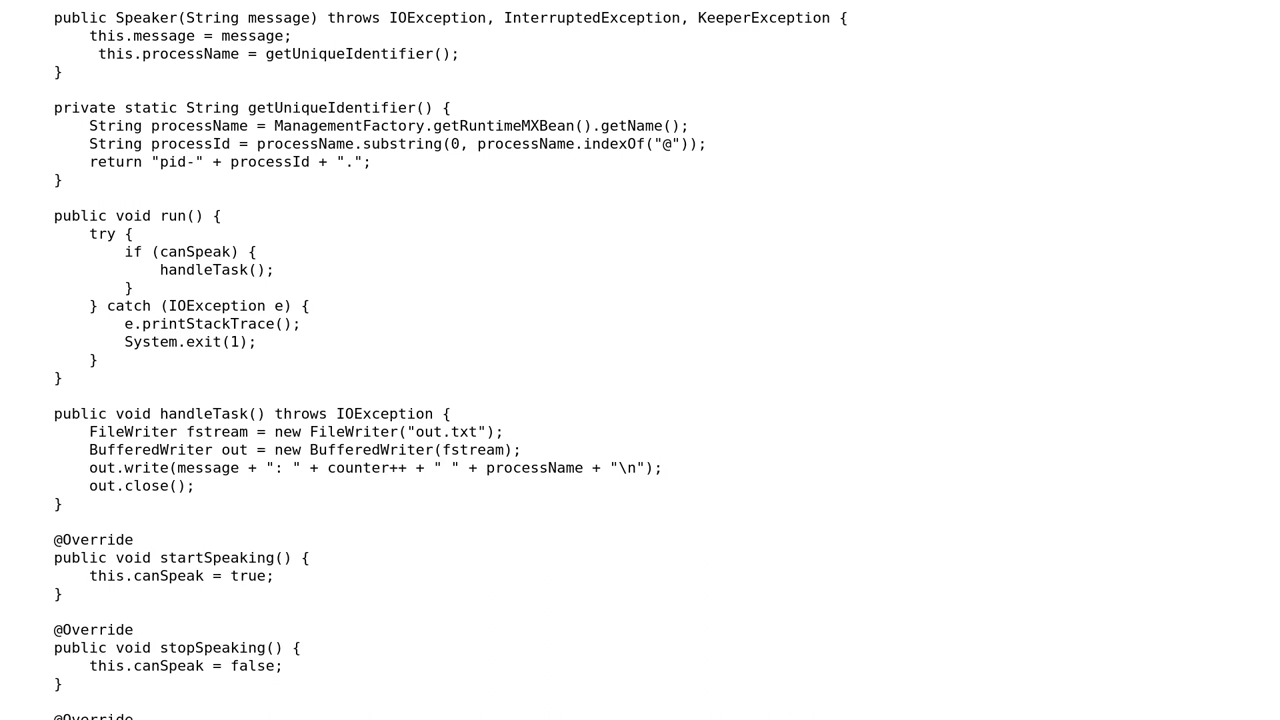 public Speaker(String message) throws IOException, InterruptedException, KeeperException {
    this.message = message;
     this.processName = getUniqueIdentifier();
}

private static String getUniqueIdentifier() {
    String processName = ManagementFactory.getRuntimeMXBean().getName();
    String processId = processName.substring(0, processName.indexOf("@"));
    return "pid-" + processId + ".";
}

public void run() {
    try {
        if (canSpeak) {
            handleTask();
        }
    } catch (IOException e) {
        e.printStackTrace();
        System.exit(1);
    }
}

public void handleTask() throws IOException {
    FileWriter fstream = new FileWriter("out.txt");
    BufferedWriter out = new BufferedWriter(fstream);
    out.write(message + ": " + counter++ + " " + processName + "\n");
    out.close();
}

@Override
public void startSpeaking() {
    this.canSpeak = true;
}

@Override
public void stopSpeaking() {
    this.canSpeak = false;
}

@Override